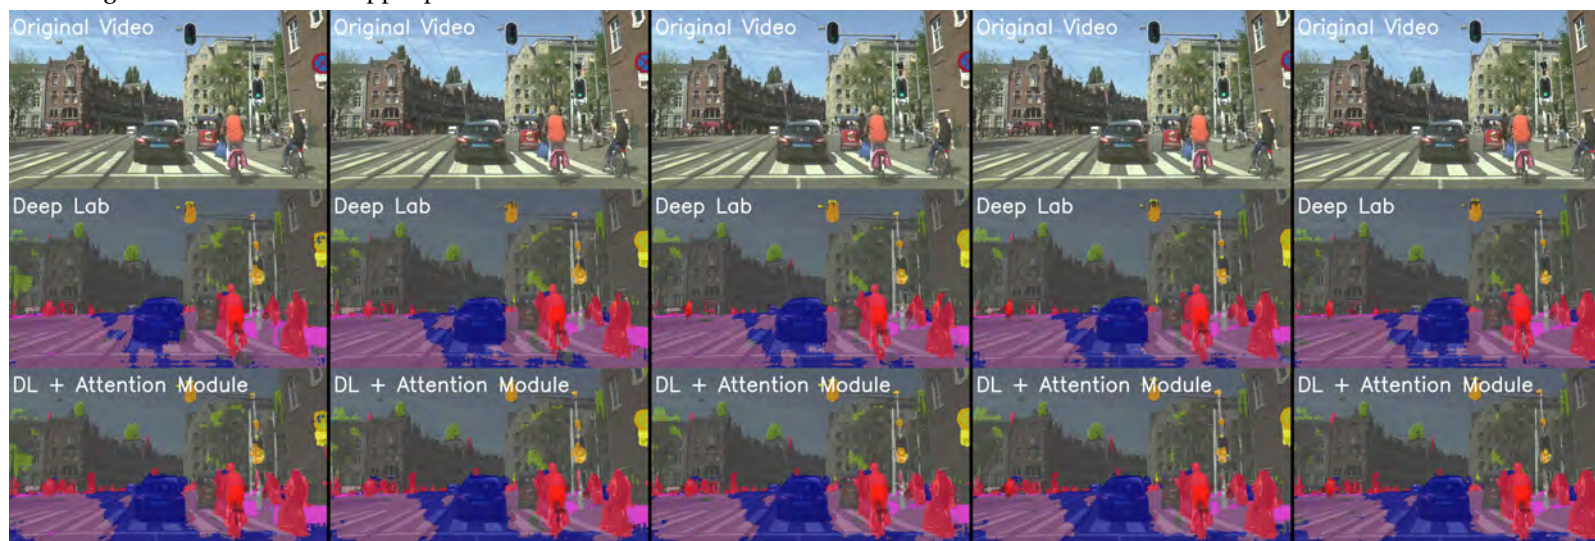 Original Video Original Video Original Video Original Video Original Video
Deep Lab Deep Lab Deep Lab Deep Lab Deep Lab
DL + Attention Module DL + Attention Module DL + Attention Module DL + Attention Module DL + Attention Module